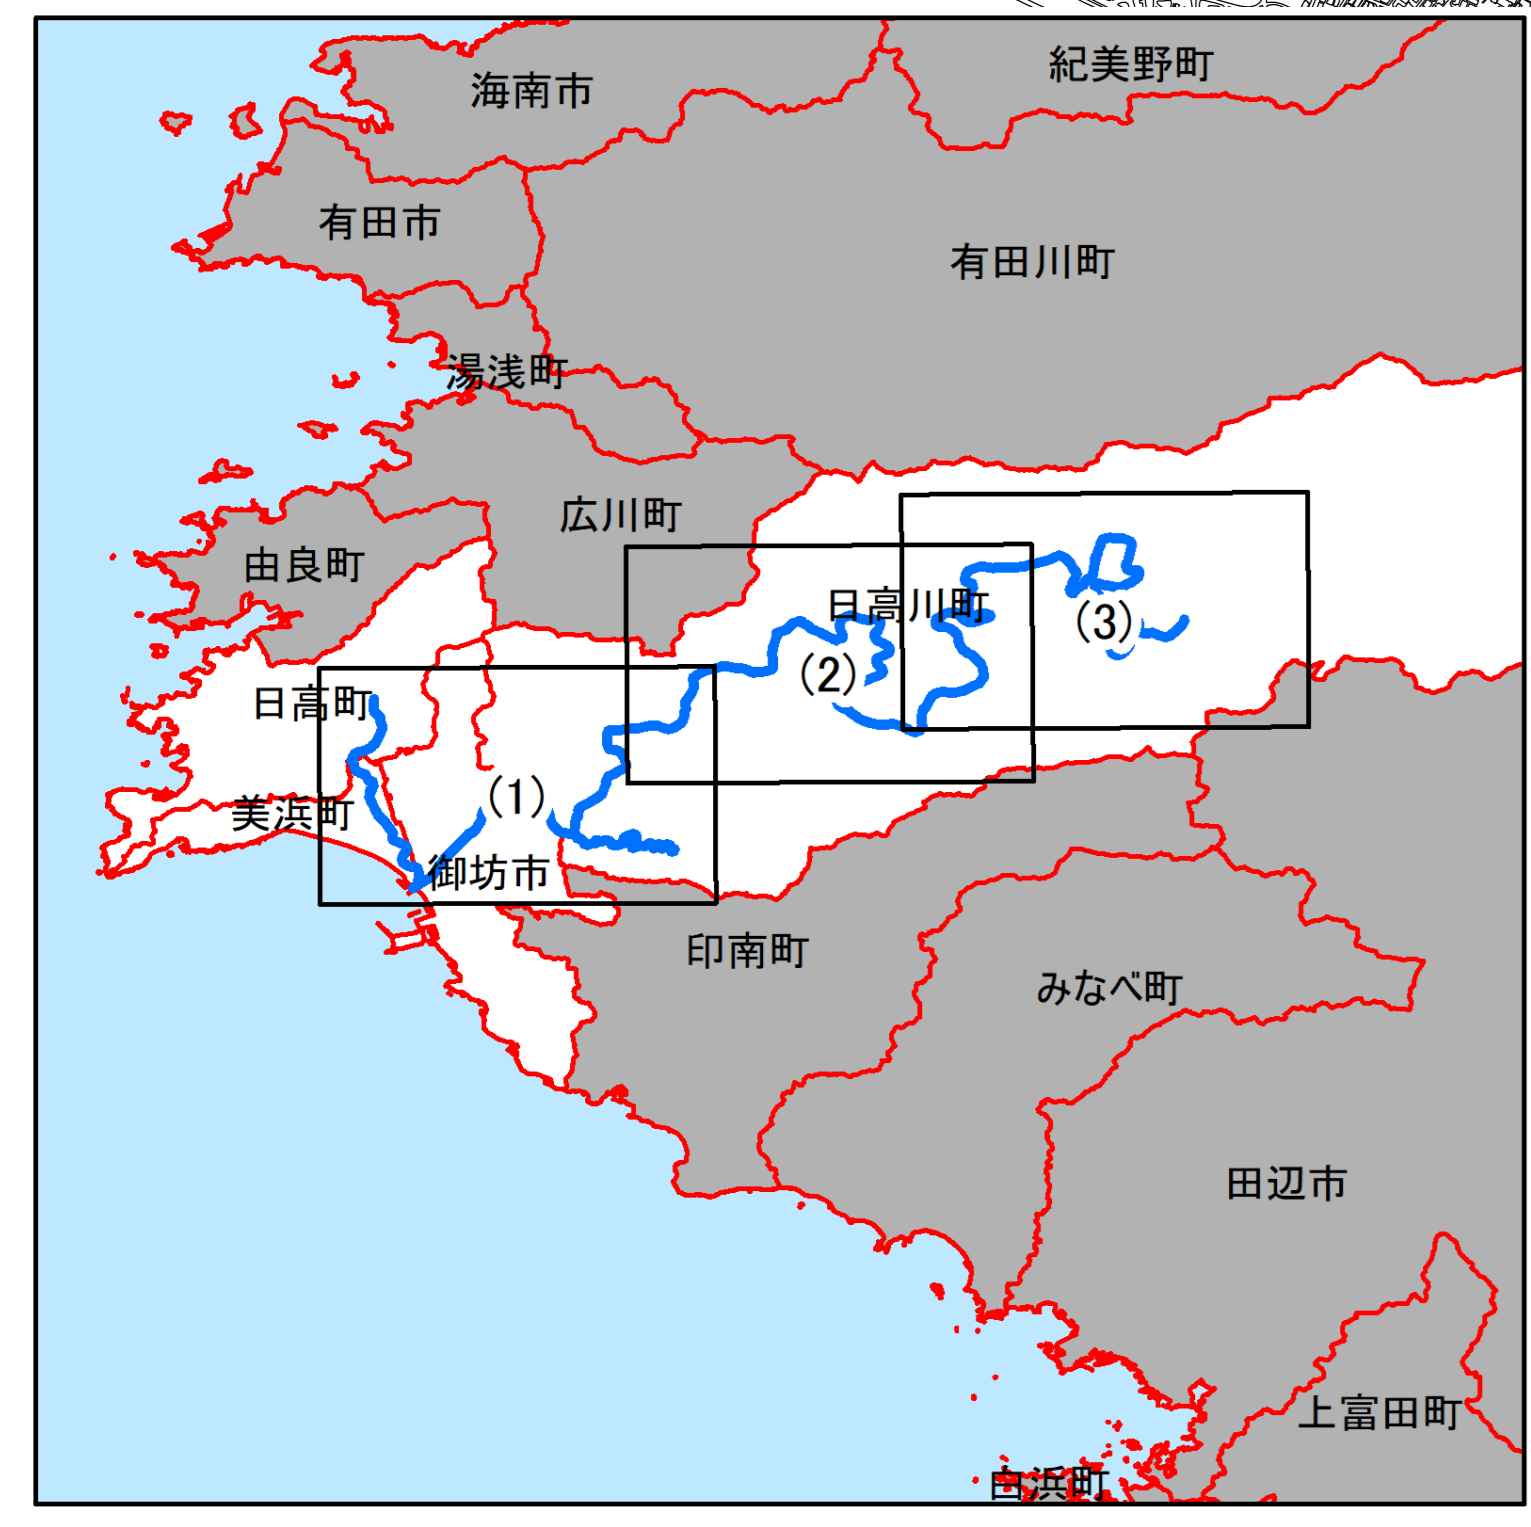 紀美野町
海南市
有田市
有田川町
湯浅町
広川町
由良町
日高川町
(3)
(2)
日高町
(1)
美浜町
御坊市
印南町
みなべ町
田辺市
上富田町
白浜町